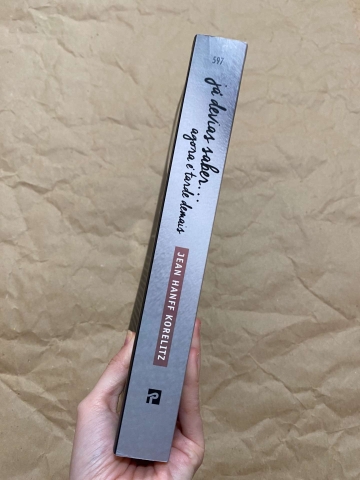 597
já devias saber...
agora é tarde demais
JEAN HANFF KORELITZ
P